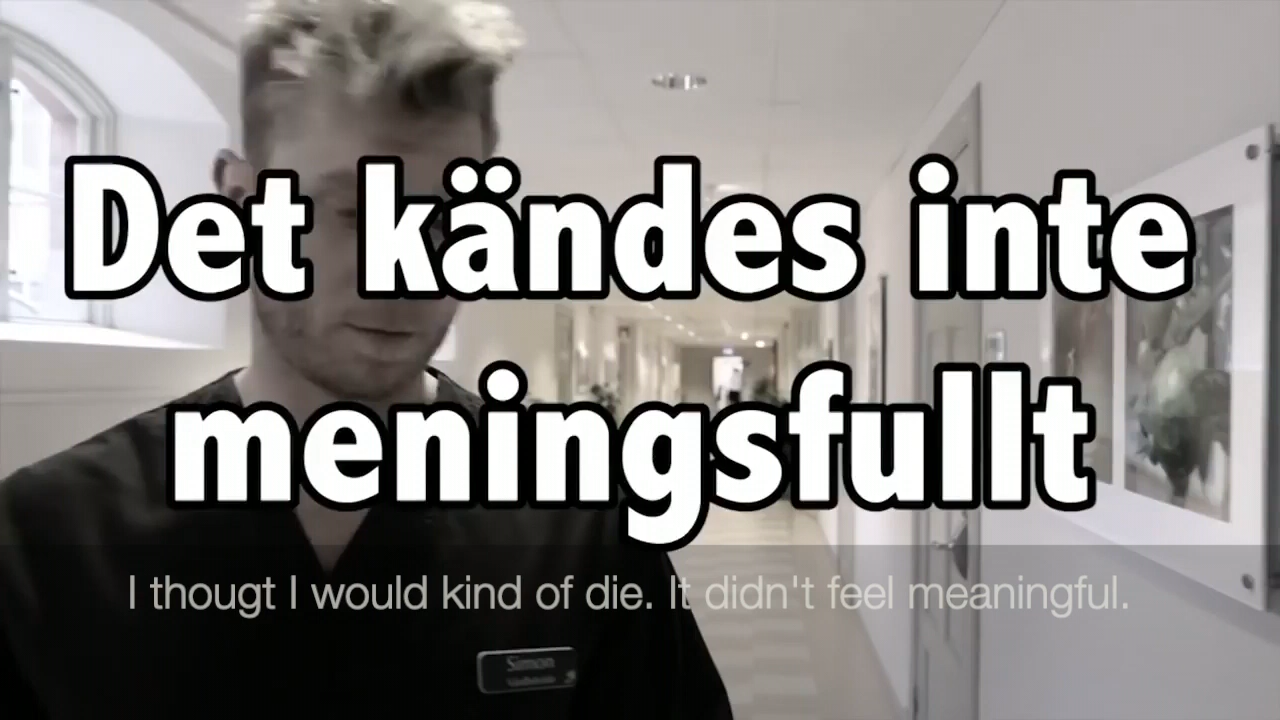 Det kändes inte
meningsfullt
I thougt I would kind of die. It didn't feel meaningful.
Simon